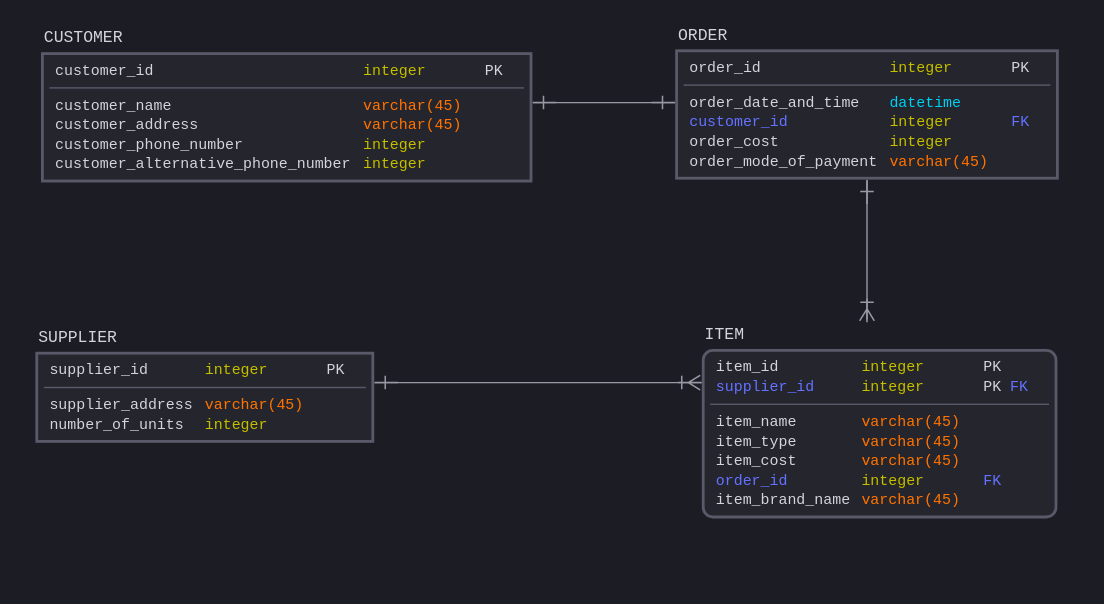 CUSTOMER
customer_id integer PK
customer_name varchar(45)
customer_address varchar(45)
customer_phone_number integer
customer_alternative_phone_number integer
ORDER
order_id integer PK
order_date_and_time datetime
customer_id integer FK
order_cost integer
order_mode_of_payment varchar(45)
SUPPLIER
supplier_id integer PK
supplier_address varchar(45)
number_of_units integer
ITEM
item_id integer PK
supplier_id integer PK FK
item_name varchar(45)
item_type varchar(45)
item_cost varchar(45)
order_id integer FK
item_brand_name varchar(45)